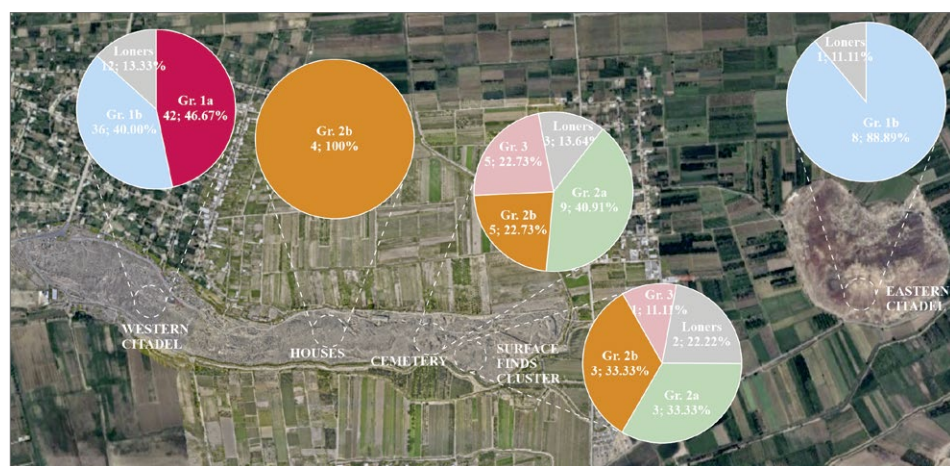 Loners
12; 13.33%
Gr. 1a
42; 46.67%
Gr. 1b
36; 40.00%
Gr. 2b
4; 100%
Loners
3; 13.64%
Gr. 3
5; 22.73%
Gr. 2a
9; 40.91%
Gr. 2b
5; 22.73%
Loners
1; 11.11%
Gr. 1b
8; 88.89%
Gr. 3
1; 11.11%
Loners
2; 22.22%
Gr. 2b
3; 33.33%
Gr. 2a
3; 33.33%
WESTERN
CITADEL
HOUSES
CEMETERY
SURFACE
FINDS
CLUSTER
EASTERN
CITADEL